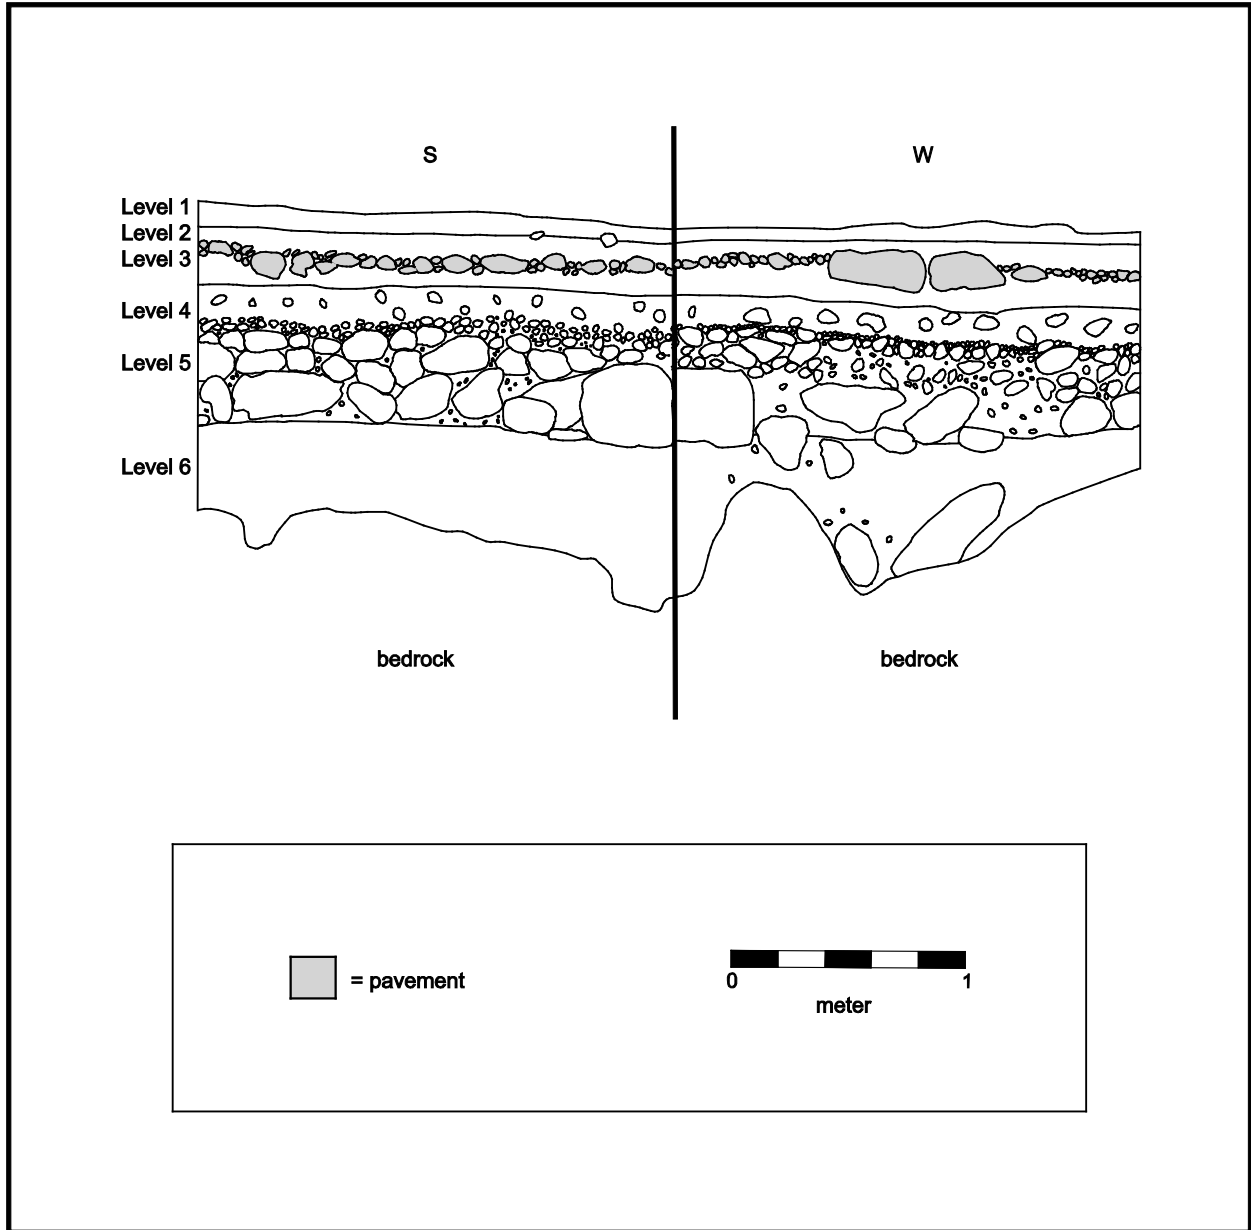 S
W
Level 1
Level 2
Level 3
Level 4
Level 5
Level 6
bedrock
bedrock
= pavement
0
1
meter